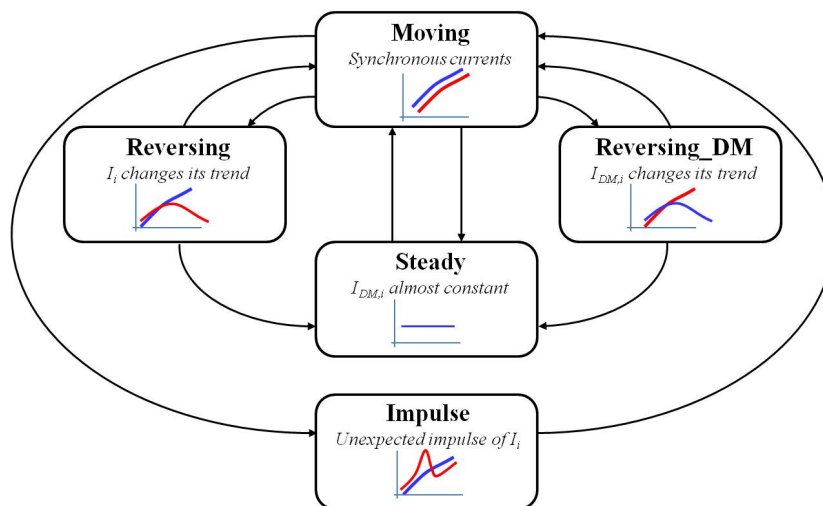 Moving
Synchronous currents
Reversing
I_i changes its trend
Reversing_DM
I_DM,i changes its trend
Steady
I_DM,i almost constant
Impulse
Unexpected impulse of I_i